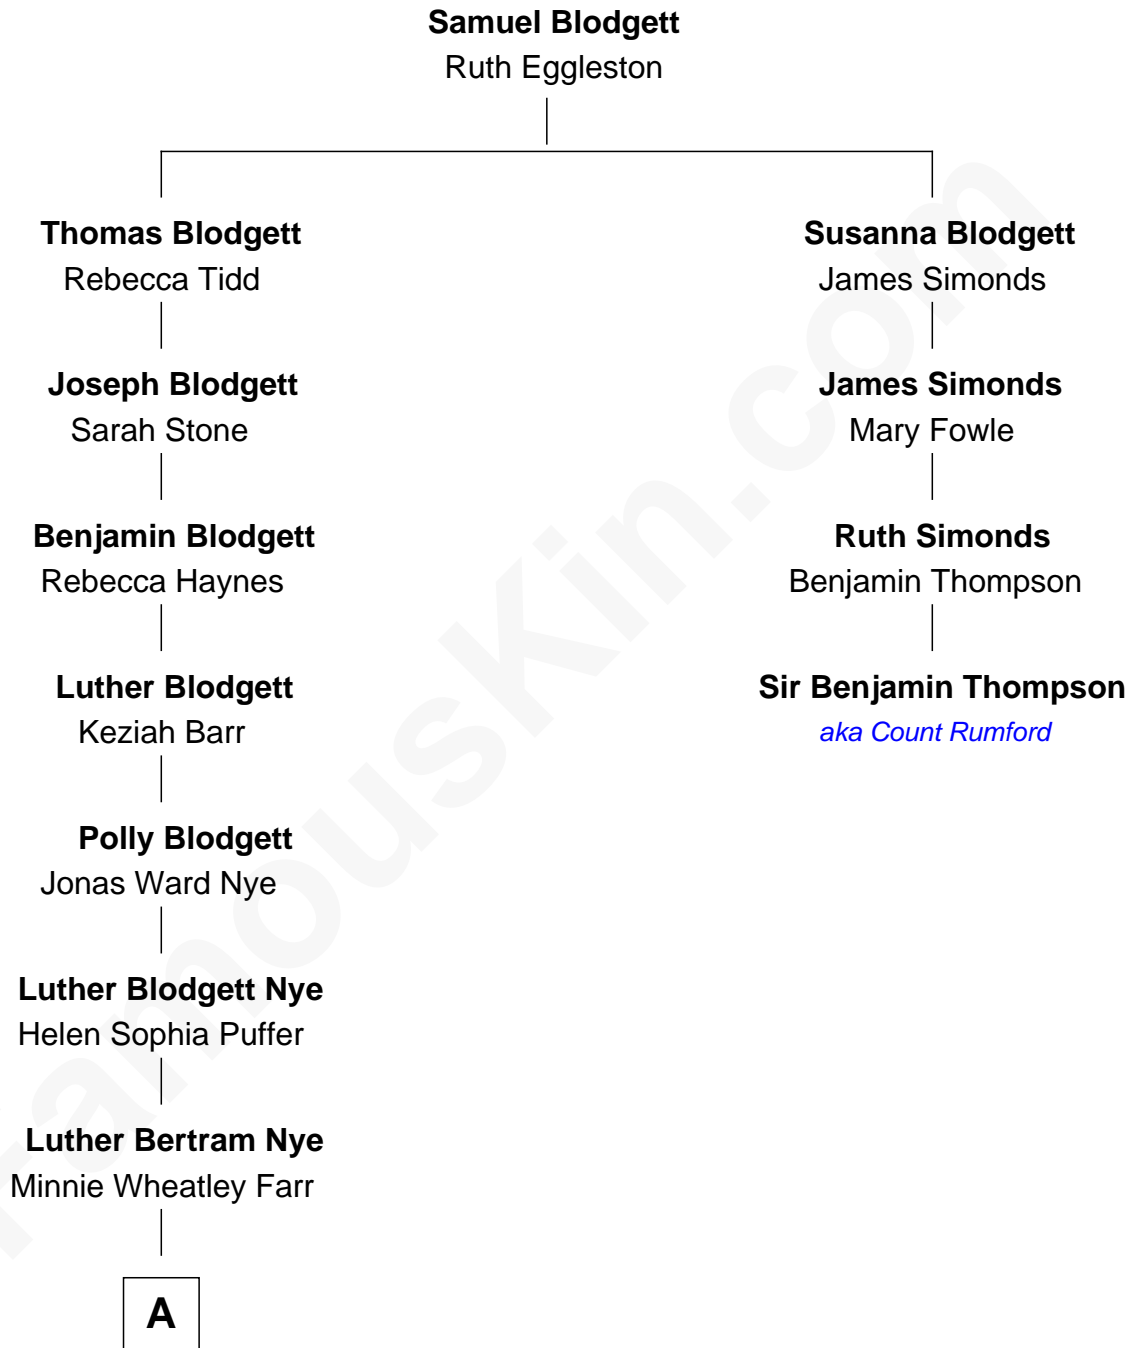 Samuel Blodgett
Ruth Eggleston
Thomas Blodgett
Rebecca Tidd
Susanna Blodgett
James Simonds
Joseph Blodgett
Sarah Stone
James Simonds
Mary Fowle
Benjamin Blodgett
Rebecca Haynes
Ruth Simonds
Benjamin Thompson
Luther Blodgett
Keziah Barr
Sir Benjamin Thompson
aka Count Rumford
Polly Blodgett
Jonas Ward Nye
Luther Blodgett Nye
Helen Sophia Puffer
Luther Bertram Nye
Minnie Wheatley Farr
A
FamousKin.com